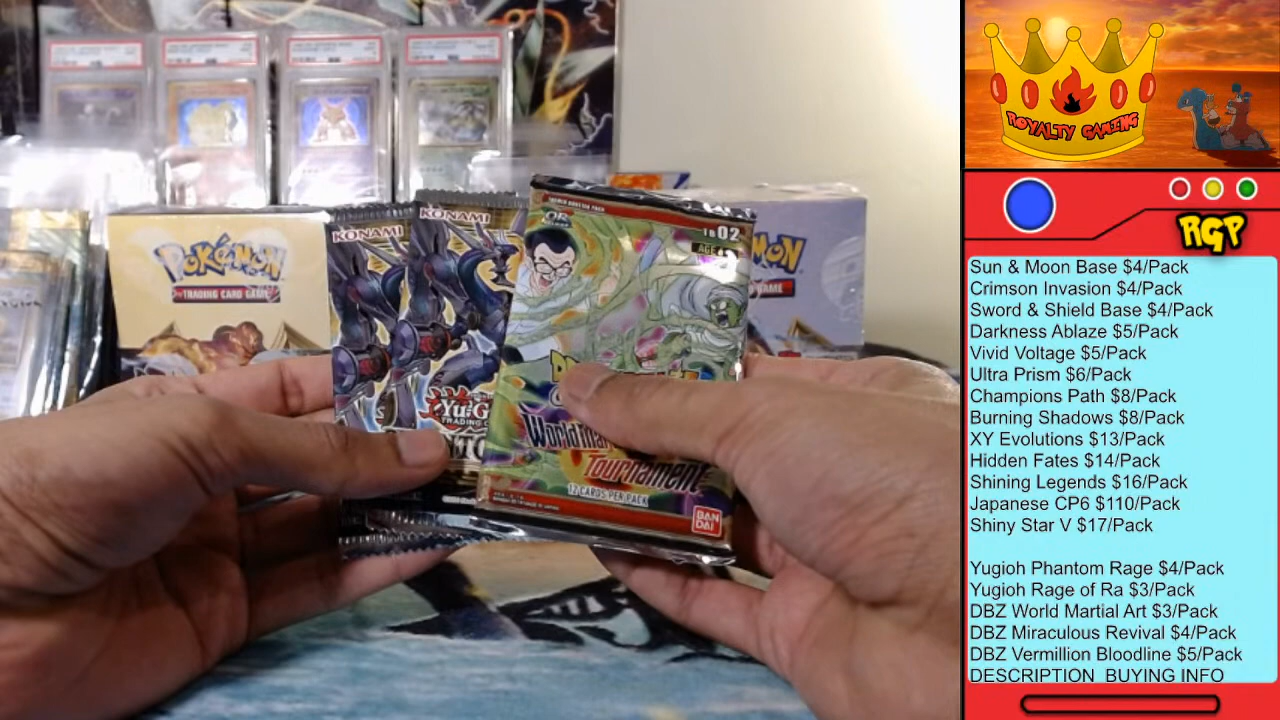 ROYALTY GAMING
RGP
Sun & Moon Base $4/Pack
Crimson Invasion $4/Pack
Sword & Shield Base $4/Pack
Darkness Ablaze $5/Pack
Vivid Voltage $5/Pack
Ultra Prism $6/Pack
Champions Path $8/Pack
Burning Shadows $8/Pack
XY Evolutions $13/Pack
Hidden Fates $14/Pack
Shining Legends $16/Pack
Japanese CP6 $110/Pack
Shiny Star V $17/Pack
Yugioh Phantom Rage $4/Pack
Yugioh Rage of Ra $3/Pack
DBZ World Martial Art $3/Pack
DBZ Miraculous Revival $4/Pack
DBZ Vermillion Bloodline $5/Pack
DESCRIPTION BUYING INFO
POKÉMON
TRADING CARD GAME
KONAMI
KONAMI
Yu-G
TRADING
02
World Mar
Tournament
12 CARDS PER PACK
BAN
DAI
MON
GAME